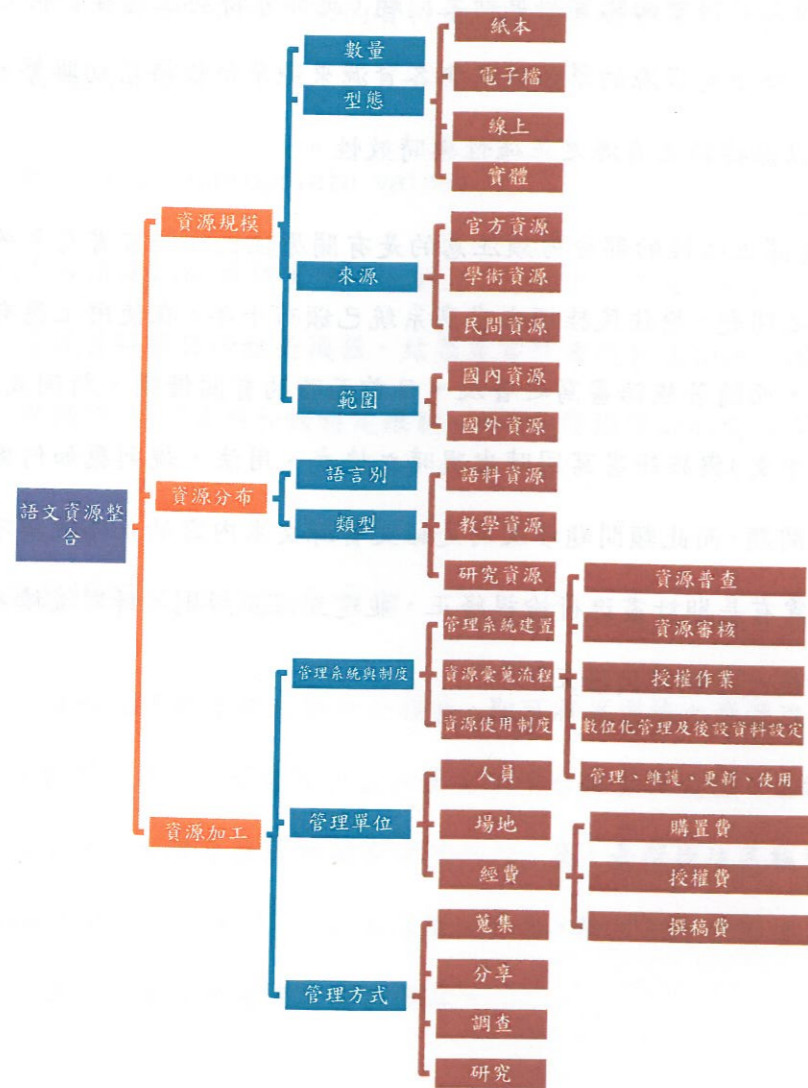 語文資源整
合
資源規模
數量
型態
紙本
電子檔
線上
實體
來源
官方資源
學術資源
民間資源
範圍
國內資源
國外資源
資源分布
語言別
類型
語料資源
教學資源
研究資源
資源加工
管理系統與制度
管理系統建置
資源彙蒐流程
資源普查
資源審核
授權作業
數位化管理及後設資料設定
管理、維護、更新、使用
資源使用制度
管理單位
人員
場地
經費
購置費
授權費
撰稿費
管理方式
蒐集
分享
調查
研究